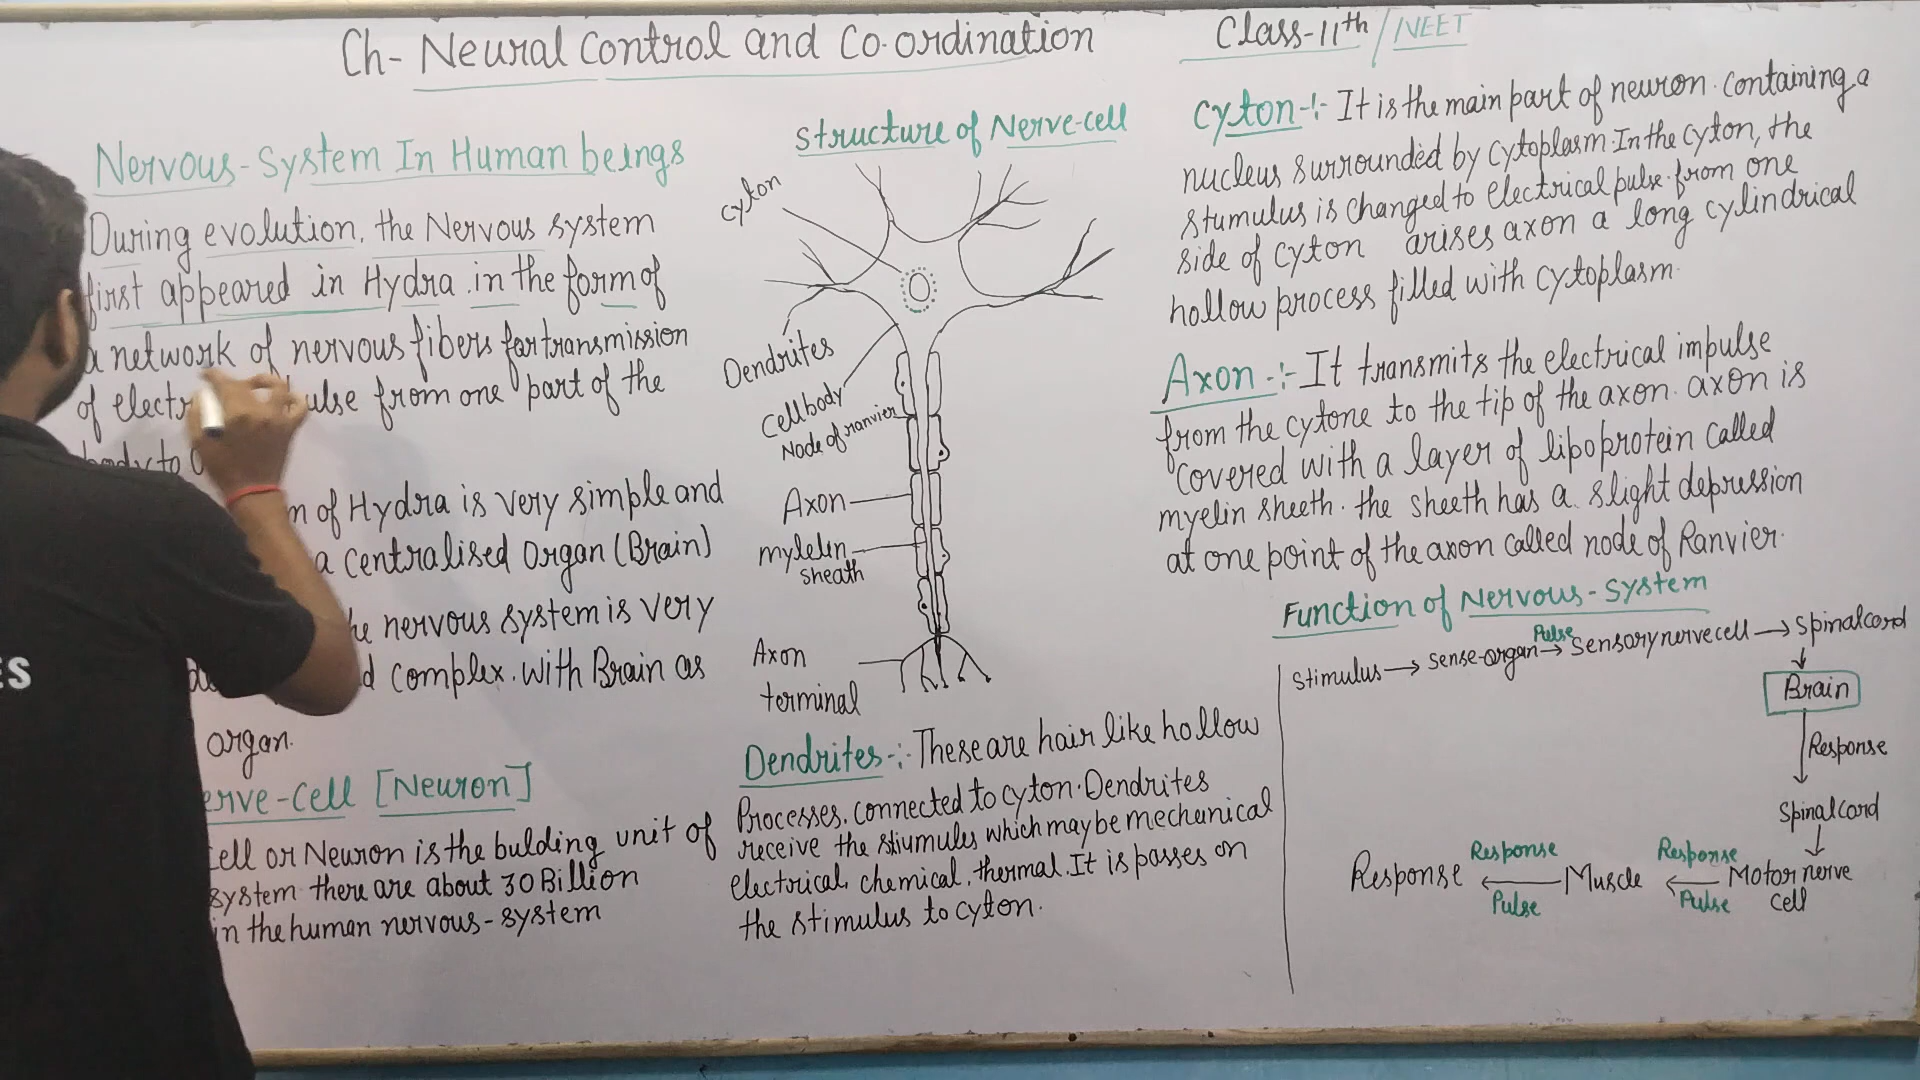 Ch- Neural Control and Co-ordination
Class-11th / NEET
Nervous-System In Human beings
During evolution, the Nervous system
first appeared in Hydra in the form of
a network of nervous fibers for transmission
of electr ulse from one part of the
body to
m of Hydra is very simple and
a centralised organ (Brain)
he nervous system is very
d complex. with Brain as
organ.
erve-cell [Neuron]
cell or Neuron is the bulding unit of
system there are about 30 Billion
in the human nervous-system
Structure of Nerve-cell
cyton
Dendrites
Cellbody
Node of ranvier
Axon
mylelin
sheath
Axon
terminal
Dendrites-:- These are hair like hollow
Processes. connected to cyton. Dendrites
receive the stiumules which may be mechenical
electrical, chemical, thermal. It is passes on
the stimulus to cyton.
Cyton-:- It is the main part of neuron. containing a
nucleus surrounded by cytoplasm. In the cyton, the
stumulus is changed to electrical pulse. from one
side of cyton arises axon a long cylindrical
hollow process filled with cytoplasm.
Axon-:- It transmits the electrical impulse
from the cytone to the tip of the axon. axon is
covered with a layer of lipoprotein called
myelin sheeth. the sheeth has a slight depression
at one point of the axon called node of Ranvier.
Function of Nervous-System
Stimulus → sense-organ → Pulse Sensory nerve cell → Spinalcord
Brain
Response
Spinalcord
Response ← Response Pulse Muscle ← Response Pulse Motor nerve
cell
ES